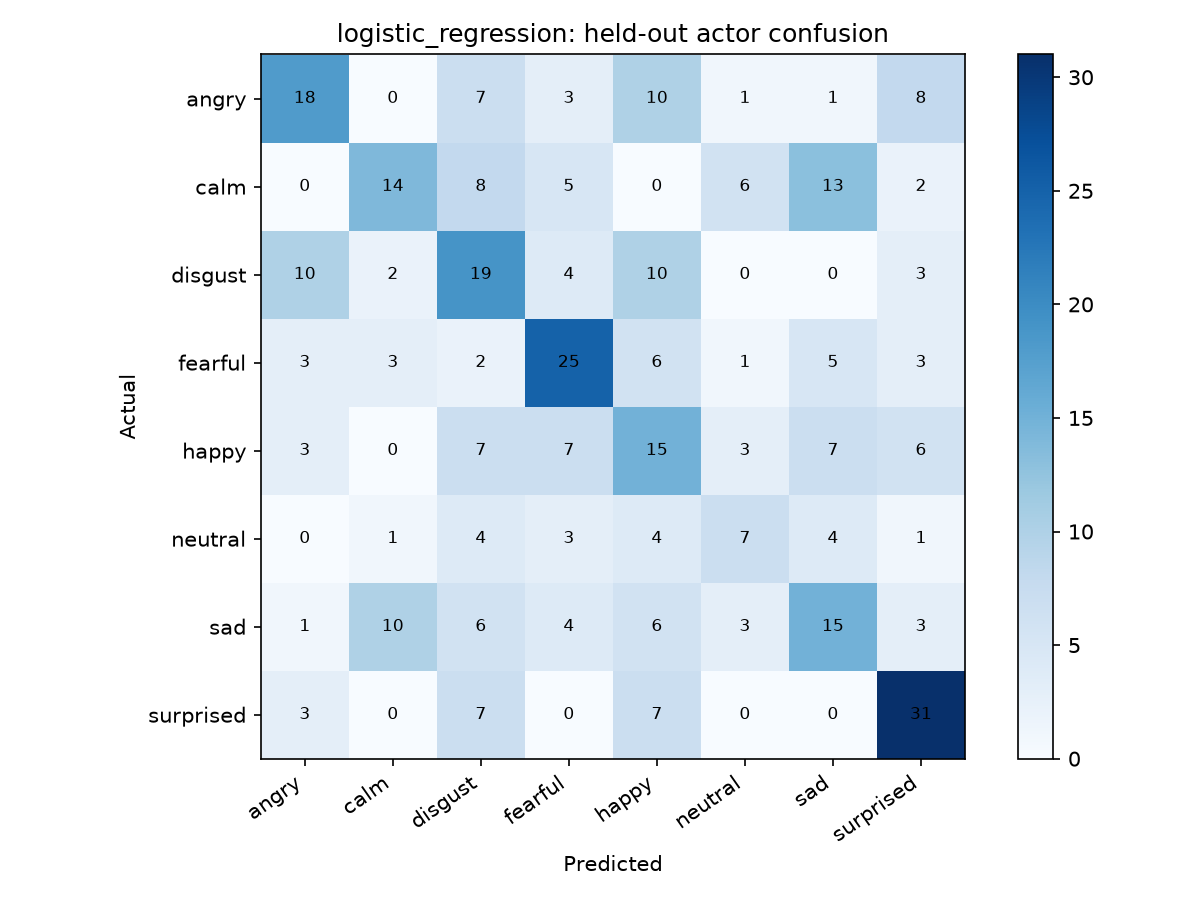 logistic_regression: held-out actor confusion
angry 18 0 7 3 10 1 1 8
calm 0 14 8 5 0 6 13 2
disgust 10 2 19 4 10 0 0 3
fearful 3 3 2 25 6 1 5 3
happy 3 0 7 7 15 3 7 6
neutral 0 1 4 3 4 7 4 1
sad 1 10 6 4 6 3 15 3
surprised 3 0 7 0 7 0 0 31
Actual
angry calm disgust fearful happy neutral sad surprised
Predicted
30
25
20
15
10
5
0